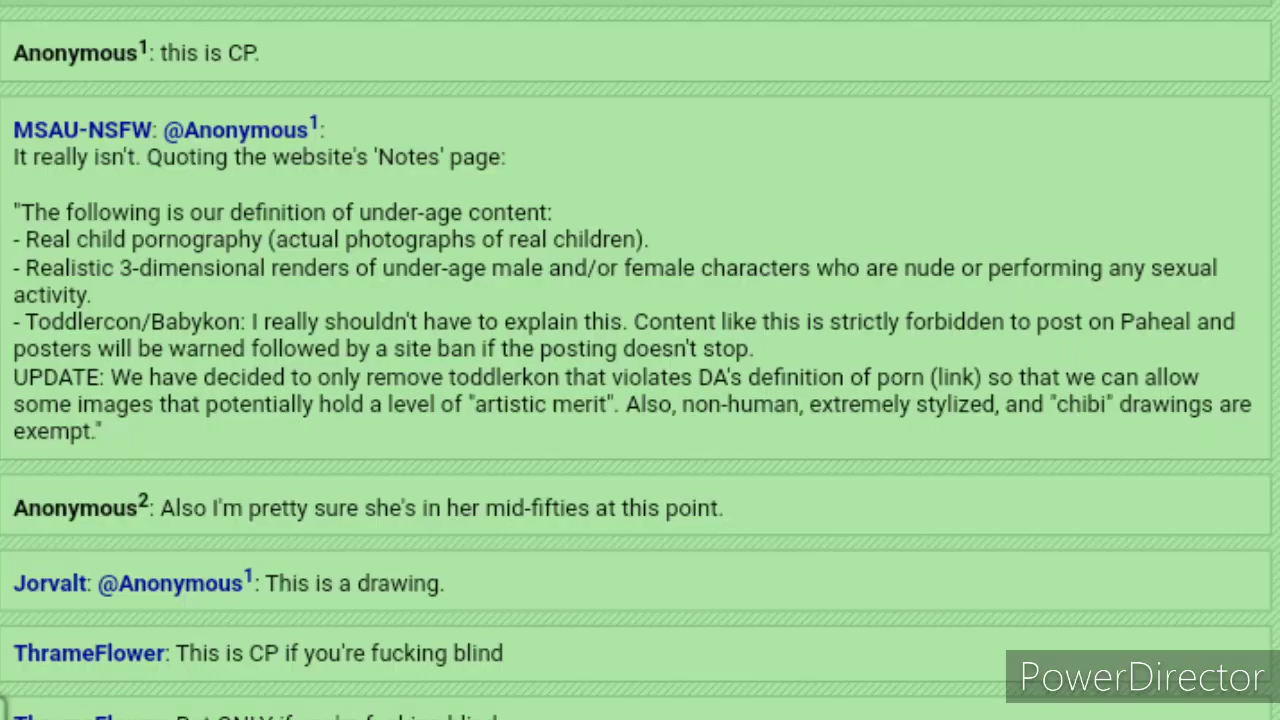 Anonymous1: this is CP.
MSAU-NSFW: @Anonymous1:
It really isn't. Quoting the website's 'Notes' page:
"The following is our definition of under-age content:
- Real child pornography (actual photographs of real children).
- Realistic 3-dimensional renders of under-age male and/or female characters who are nude or performing any sexual
activity.
- Toddlercon/Babykon: I really shouldn't have to explain this. Content like this is strictly forbidden to post on Paheal and
posters will be warned followed by a site ban if the posting doesn't stop.
UPDATE: We have decided to only remove toddlerkon that violates DA's definition of porn (link) so that we can allow
some images that potentially hold a level of "artistic merit". Also, non-human, extremely stylized, and "chibi" drawings are
exempt."
Anonymous2: Also I'm pretty sure she's in her mid-fifties at this point.
Jorvalt: @Anonymous1: This is a drawing.
ThrameFlower: This is CP if you're fucking blind
PowerDirector